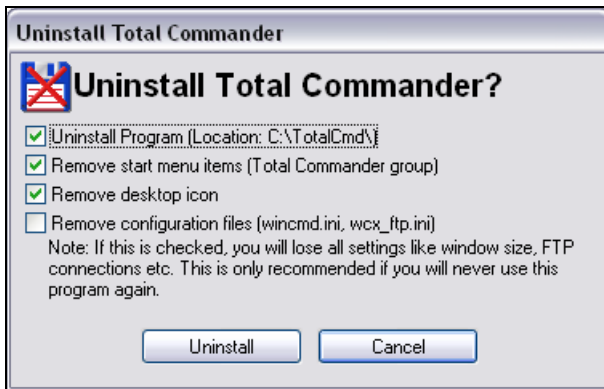 Uninstall Total Commander
Uninstall Total Commander?
Uninstall Program (Location: C:\TotalCmd\)
Remove start menu items (Total Commander group)
Remove desktop icon
Remove configuration files (wincmd.ini, wcx_ftp.ini)
Note: If this is checked, you will lose all settings like window size, FTP
connections etc. This is only recommended if you will never use this
program again.
Uninstall Cancel